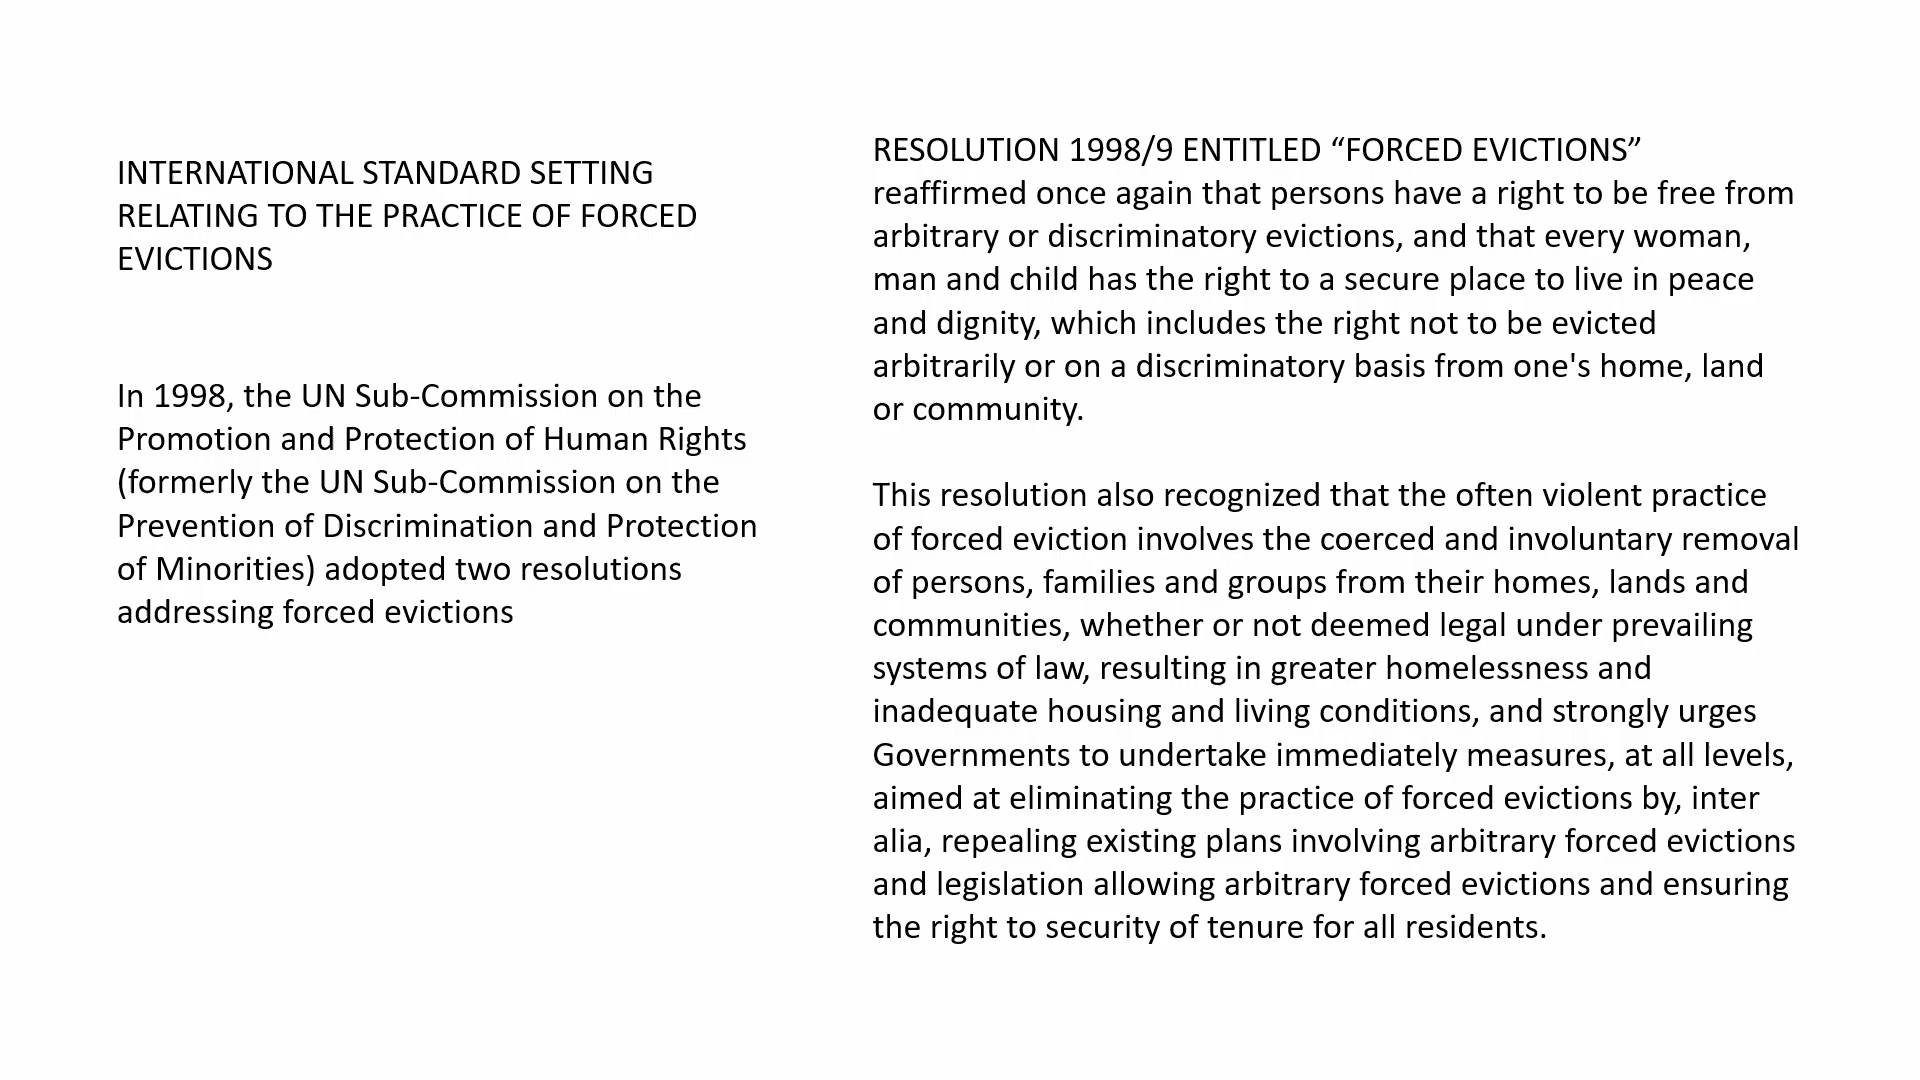 INTERNATIONAL STANDARD SETTING
RELATING TO THE PRACTICE OF FORCED
EVICTIONS
In 1998, the UN Sub-Commission on the
Promotion and Protection of Human Rights
(formerly the UN Sub-Commission on the
Prevention of Discrimination and Protection
of Minorities) adopted two resolutions
addressing forced evictions
RESOLUTION 1998/9 ENTITLED “FORCED EVICTIONS”
reaffirmed once again that persons have a right to be free from
arbitrary or discriminatory evictions, and that every woman,
man and child has the right to a secure place to live in peace
and dignity, which includes the right not to be evicted
arbitrarily or on a discriminatory basis from one's home, land
or community.
This resolution also recognized that the often violent practice
of forced eviction involves the coerced and involuntary removal
of persons, families and groups from their homes, lands and
communities, whether or not deemed legal under prevailing
systems of law, resulting in greater homelessness and
inadequate housing and living conditions, and strongly urges
Governments to undertake immediately measures, at all levels,
aimed at eliminating the practice of forced evictions by, inter
alia, repealing existing plans involving arbitrary forced evictions
and legislation allowing arbitrary forced evictions and ensuring
the right to security of tenure for all residents.